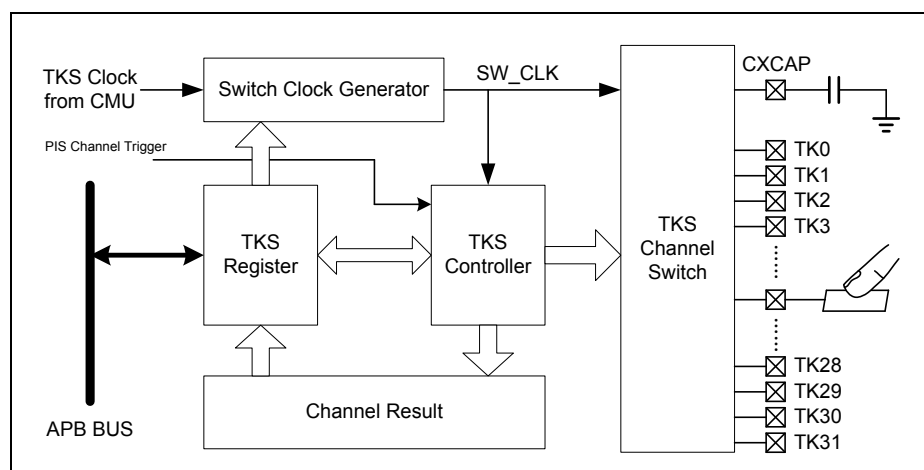 TKS Clock
from CMU
Switch Clock Generator
SW_CLK
CXCAP
PIS Channel Trigger
TK0
TK1
TK2
TK3
TKS
Register
TKS
Controller
TKS
Channel
Switch
TK28
TK29
TK30
TK31
Channel Result
APB BUS